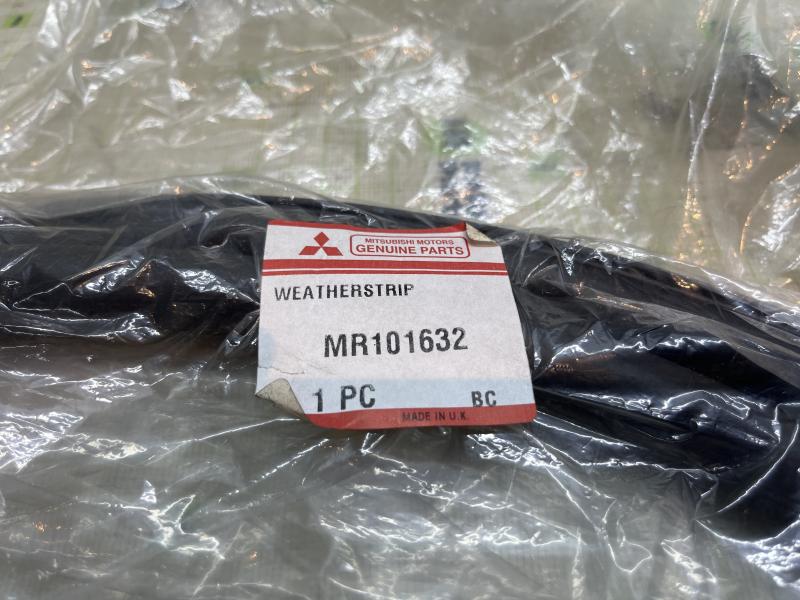 MITSUBISHI MOTORS
GENUINE PARTS
WEATHERSTRIP
MR101632
1 PC BC
MADE IN U.K.